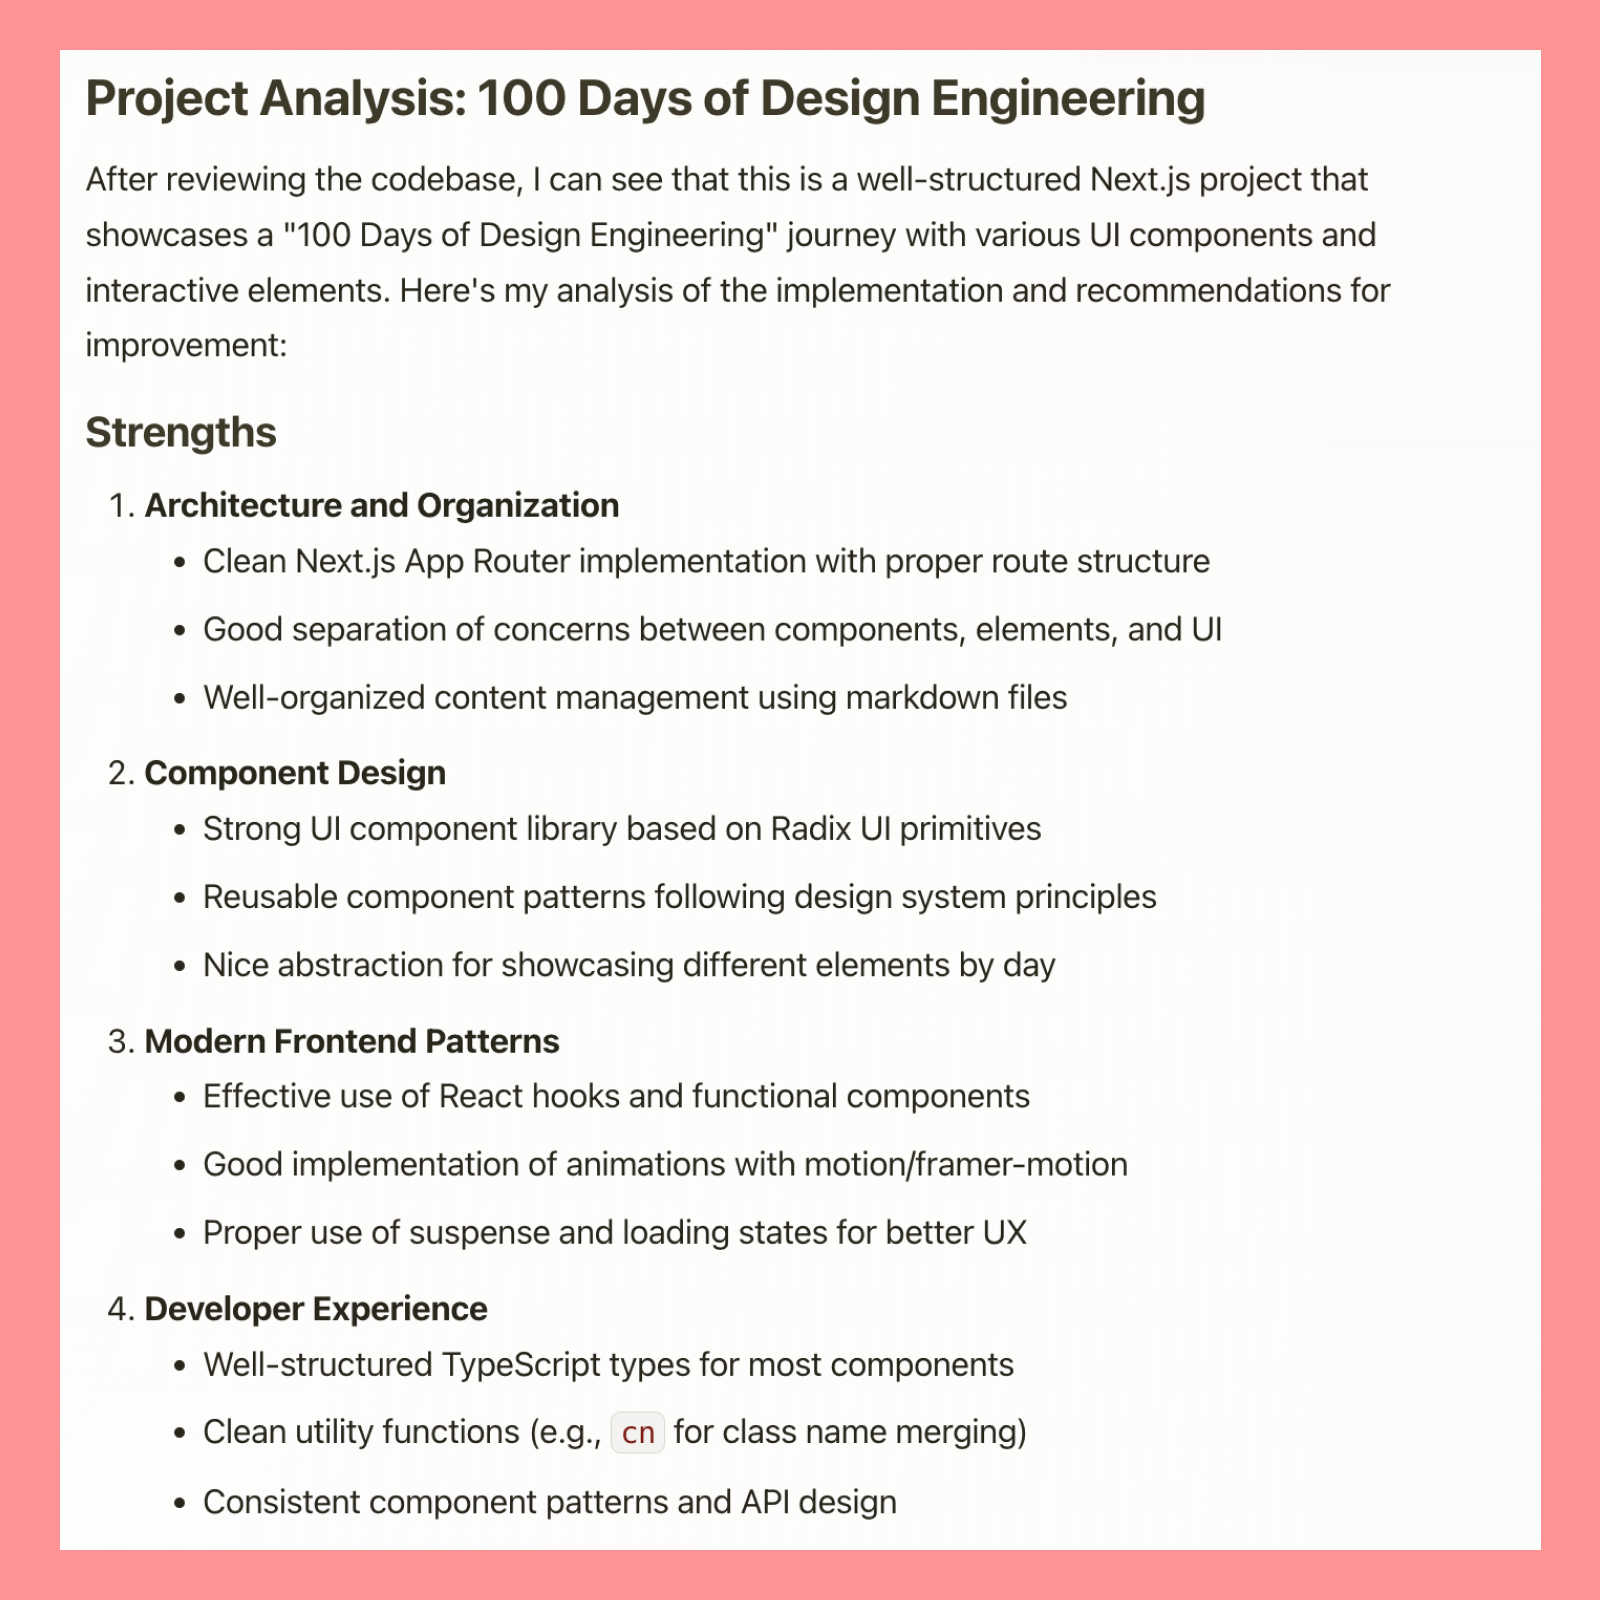 Project Analysis: 100 Days of Design Engineering
After reviewing the codebase, I can see that this is a well-structured Next.js project that
showcases a "100 Days of Design Engineering" journey with various UI components and
interactive elements. Here's my analysis of the implementation and recommendations for
improvement:
Strengths
1. Architecture and Organization
• Clean Next.js App Router implementation with proper route structure
• Good separation of concerns between components, elements, and UI
• Well-organized content management using markdown files
2. Component Design
• Strong UI component library based on Radix UI primitives
• Reusable component patterns following design system principles
• Nice abstraction for showcasing different elements by day
3. Modern Frontend Patterns
• Effective use of React hooks and functional components
• Good implementation of animations with motion/framer-motion
• Proper use of suspense and loading states for better UX
4. Developer Experience
• Well-structured TypeScript types for most components
• Clean utility functions (e.g., cn for class name merging)
• Consistent component patterns and API design